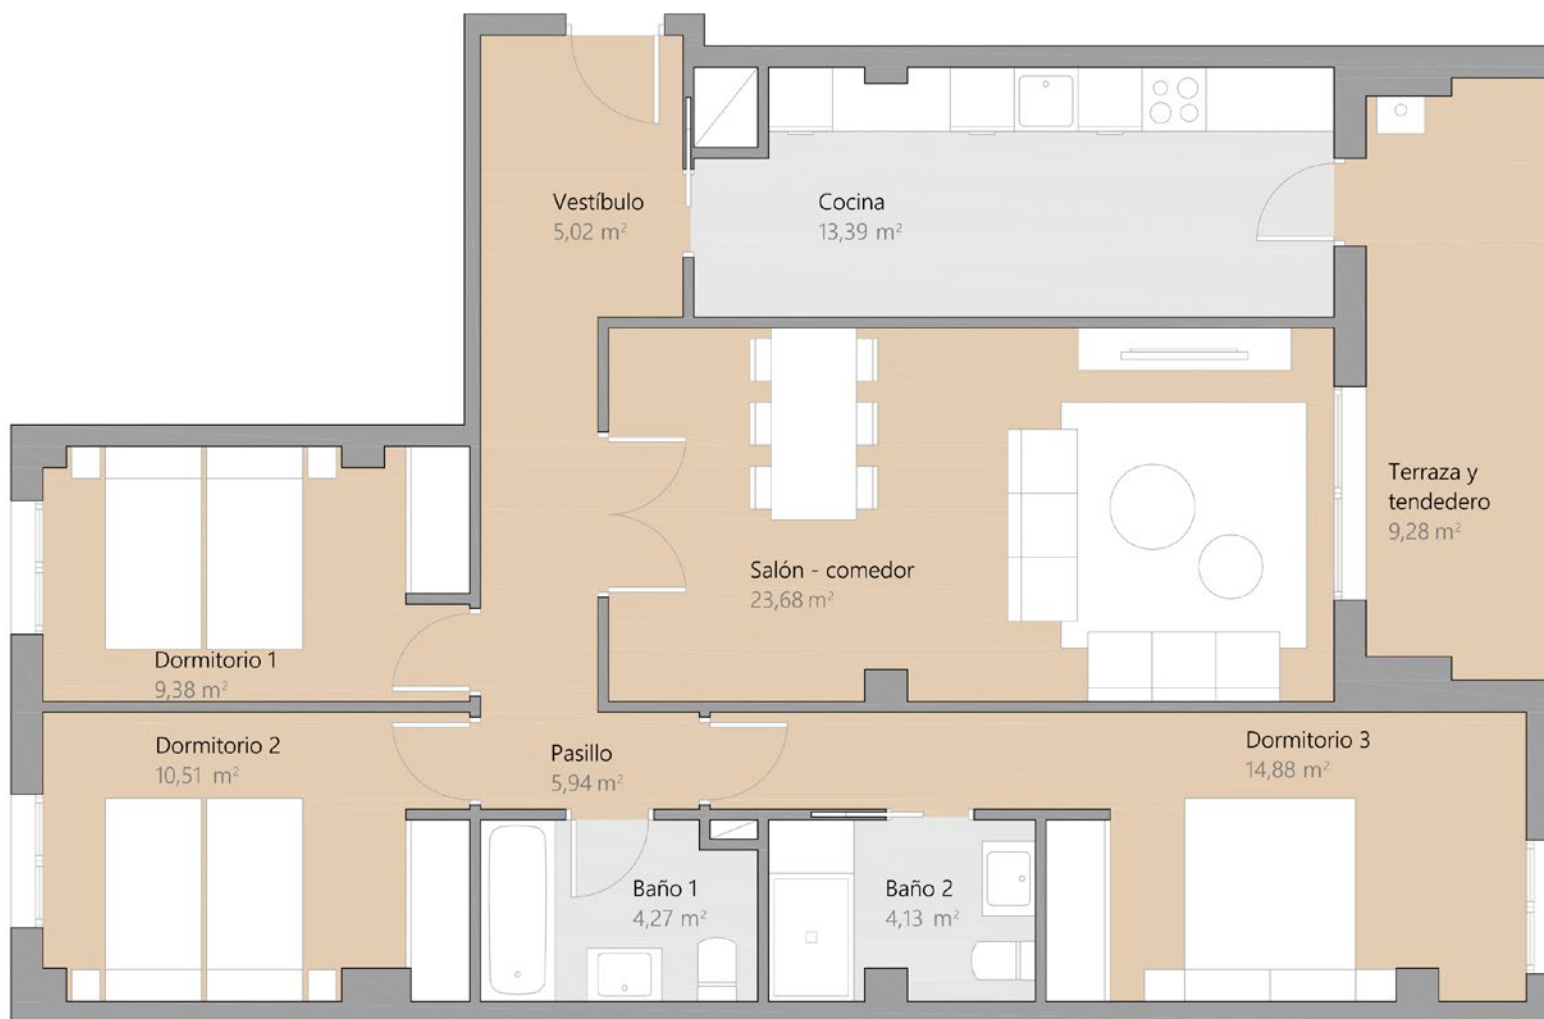 Vestíbulo
5,02 m²
Cocina
13,39 m²
Terraza y
tendedero
9,28 m²
Salón - comedor
23,68 m²
Dormitorio 1
9,38 m²
Dormitorio 2
10,51 m²
Pasillo
5,94 m²
Dormitorio 3
14,88 m²
Baño 1
4,27 m²
Baño 2
4,13 m²